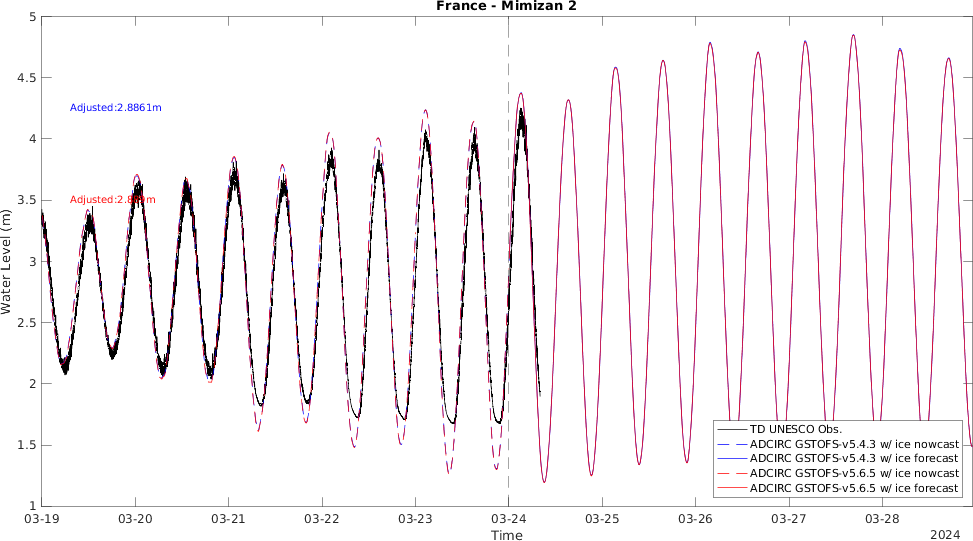 France - Mimizan 2
5
4.5
4
3.5
3
2.5
2
1.5
1
Water Level (m)
Adjusted:2.8861m
03-19
03-20
03-21
03-22
03-23
03-24
03-25
03-26
03-27
03-28
Time
2024
TD UNESCO Obs.
ADCIRC GSTOFS-v5.4.3 w/ ice nowcast
ADCIRC GSTOFS-v5.4.3 w/ ice forecast
ADCIRC GSTOFS-v5.6.5 w/ ice nowcast
ADCIRC GSTOFS-v5.6.5 w/ ice forecast